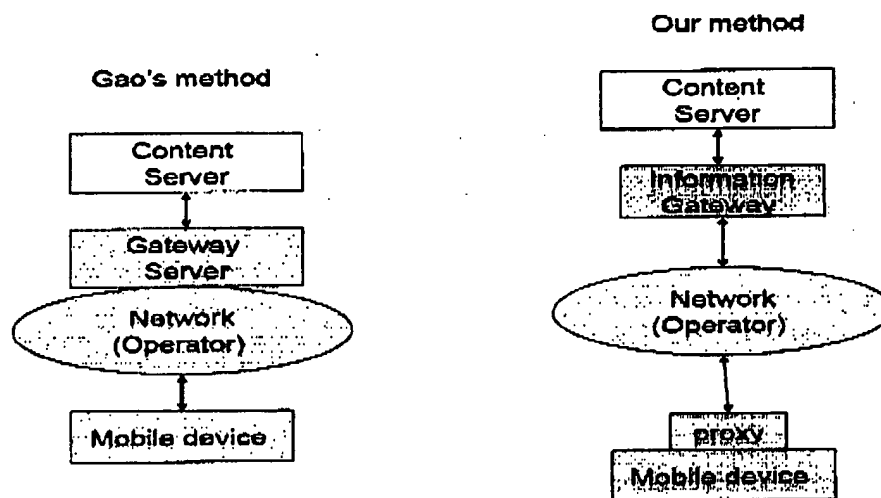 Gao's method
Content
Server
Gateway
Server
Network
(Operator)
Mobile device
Our method
Content
Server
Information
Gateway
Network
(Operator)
proxy
Mobile device